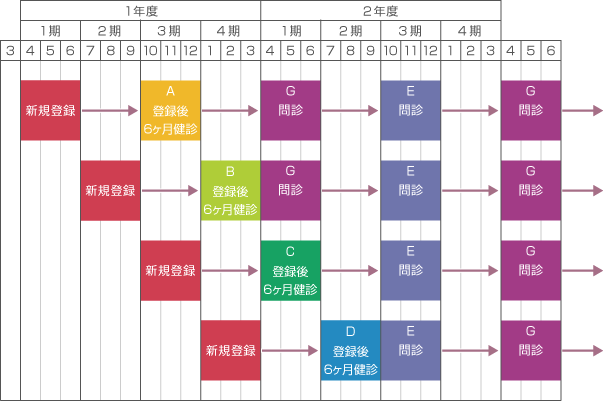 1年度 2年度
1期 2期 3期 4期 1期 2期 3期 4期
3 4 5 6 7 8 9 10 11 12 1 2 3 4 5 6 7 8 9 10 11 12 1 2 3 4 5 6
新規登録 A 登録後 6ヶ月健診 G 問診 E 問診 G 問診
新規登録 B 登録後 6ヶ月健診 G 問診 E 問診 G 問診
新規登録 C 登録後 6ヶ月健診 E 問診 G 問診
新規登録 D 登録後 6ヶ月健診 E 問診 G 問診